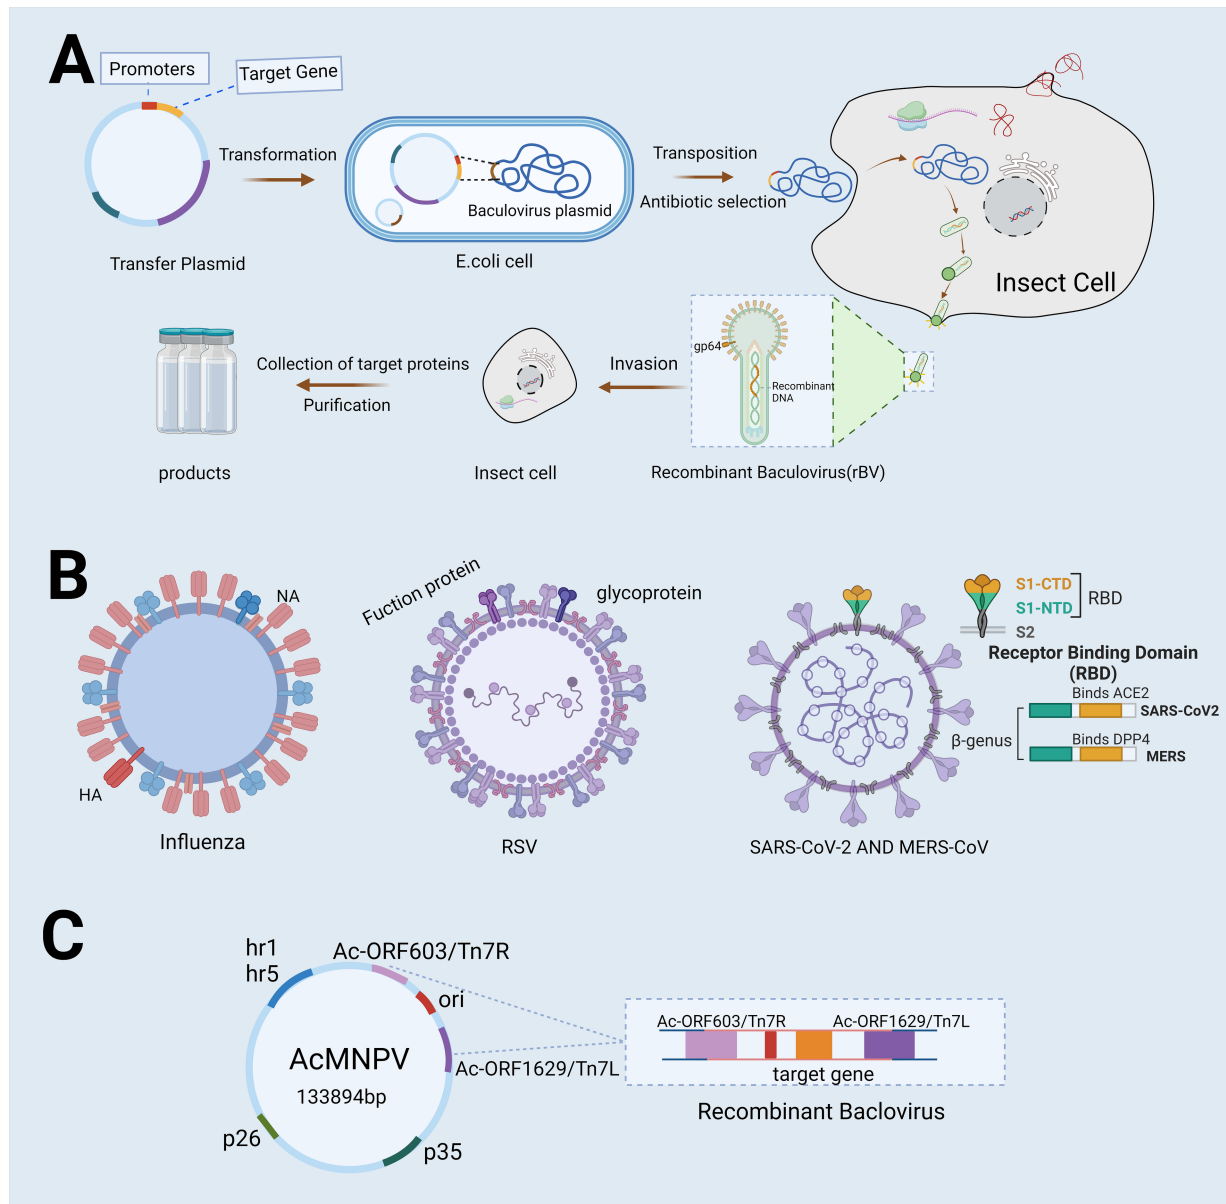 A
Promoters
Target Gene
Transformation
Transfer Plasmid
Baculovirus plasmid
E.coli cell
Transposition
Antibiotic selection
Insect Cell
products
Collection of target proteins
Purification
Insect cell
Invasion
gp64
Recombinant
DNA
Recombinant Baculovirus(rBV)
B
NA
HA
Influenza
Fuction protein
glycoprotein
RSV
SARS-CoV-2 AND MERS-CoV
S1-CTD
S1-NTD
RBD
S2
Receptor Binding Domain
(RBD)
Binds ACE2
SARS-CoV2
β-genus
Binds DPP4
MERS
C
hr1
hr5
Ac-ORF603/Tn7R
ori
AcMNPV
133894bp
Ac-ORF1629/Tn7L
p26
p35
Ac-ORF603/Tn7R
Ac-ORF1629/Tn7L
target gene
Recombinant Baclovirus